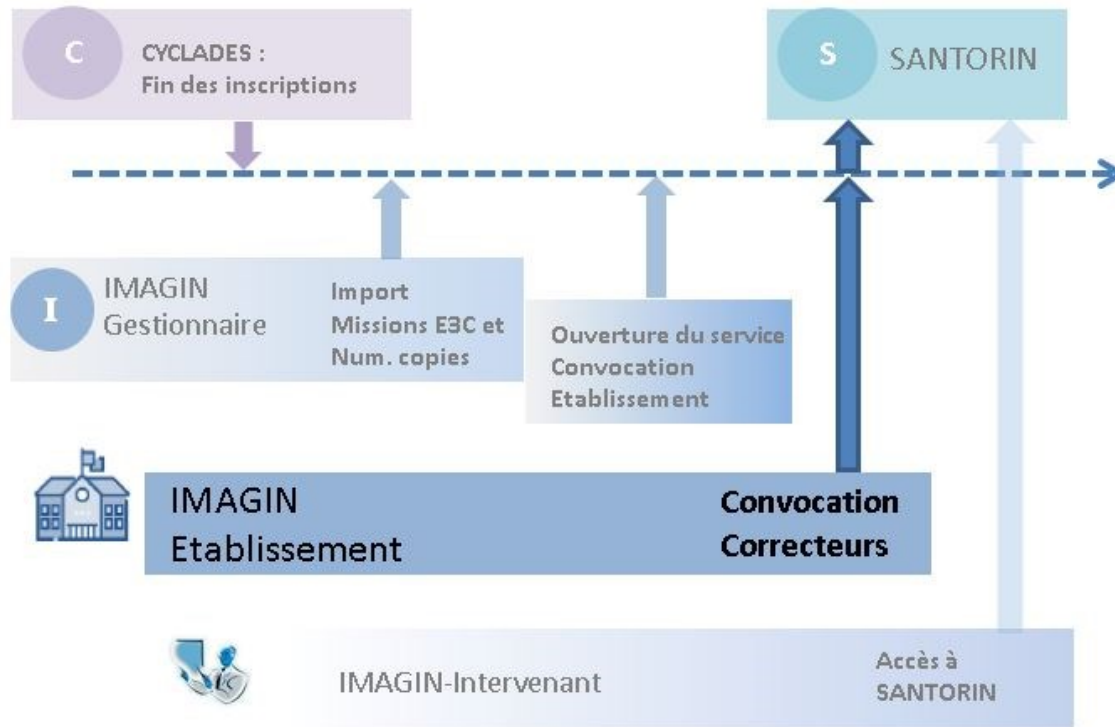 C
CYCLADES :
Fin des inscriptions
S
SANTORIN
I
IMAGIN
Gestionnaire
Import
Missions E3C et
Num. copies
Ouverture du service
Convocation
Etablissement
IMAGIN
Etablissement
Convocation
Correcteurs
IMAGIN-Intervenant
Accès à
SANTORIN